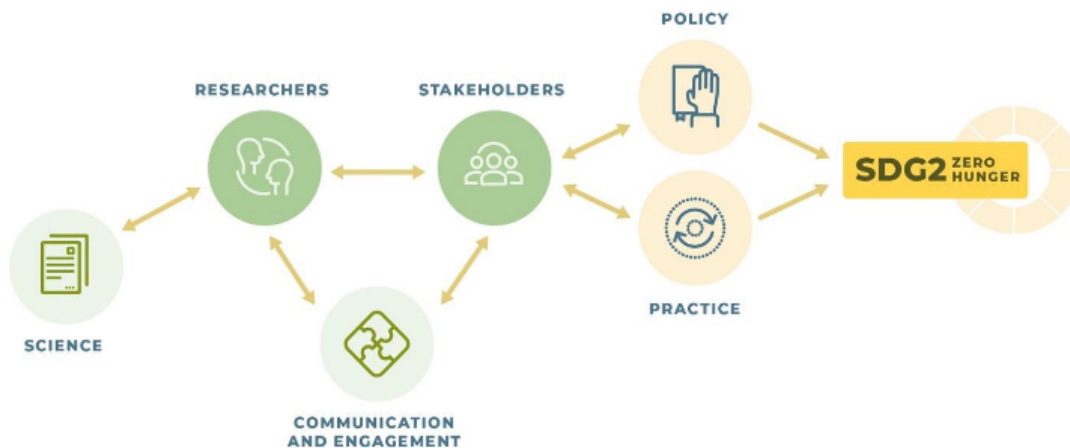 POLICY
RESEARCHERS
STAKEHOLDERS
SDG2 ZERO HUNGER
SCIENCE
PRACTICE
COMMUNICATION
AND ENGAGEMENT